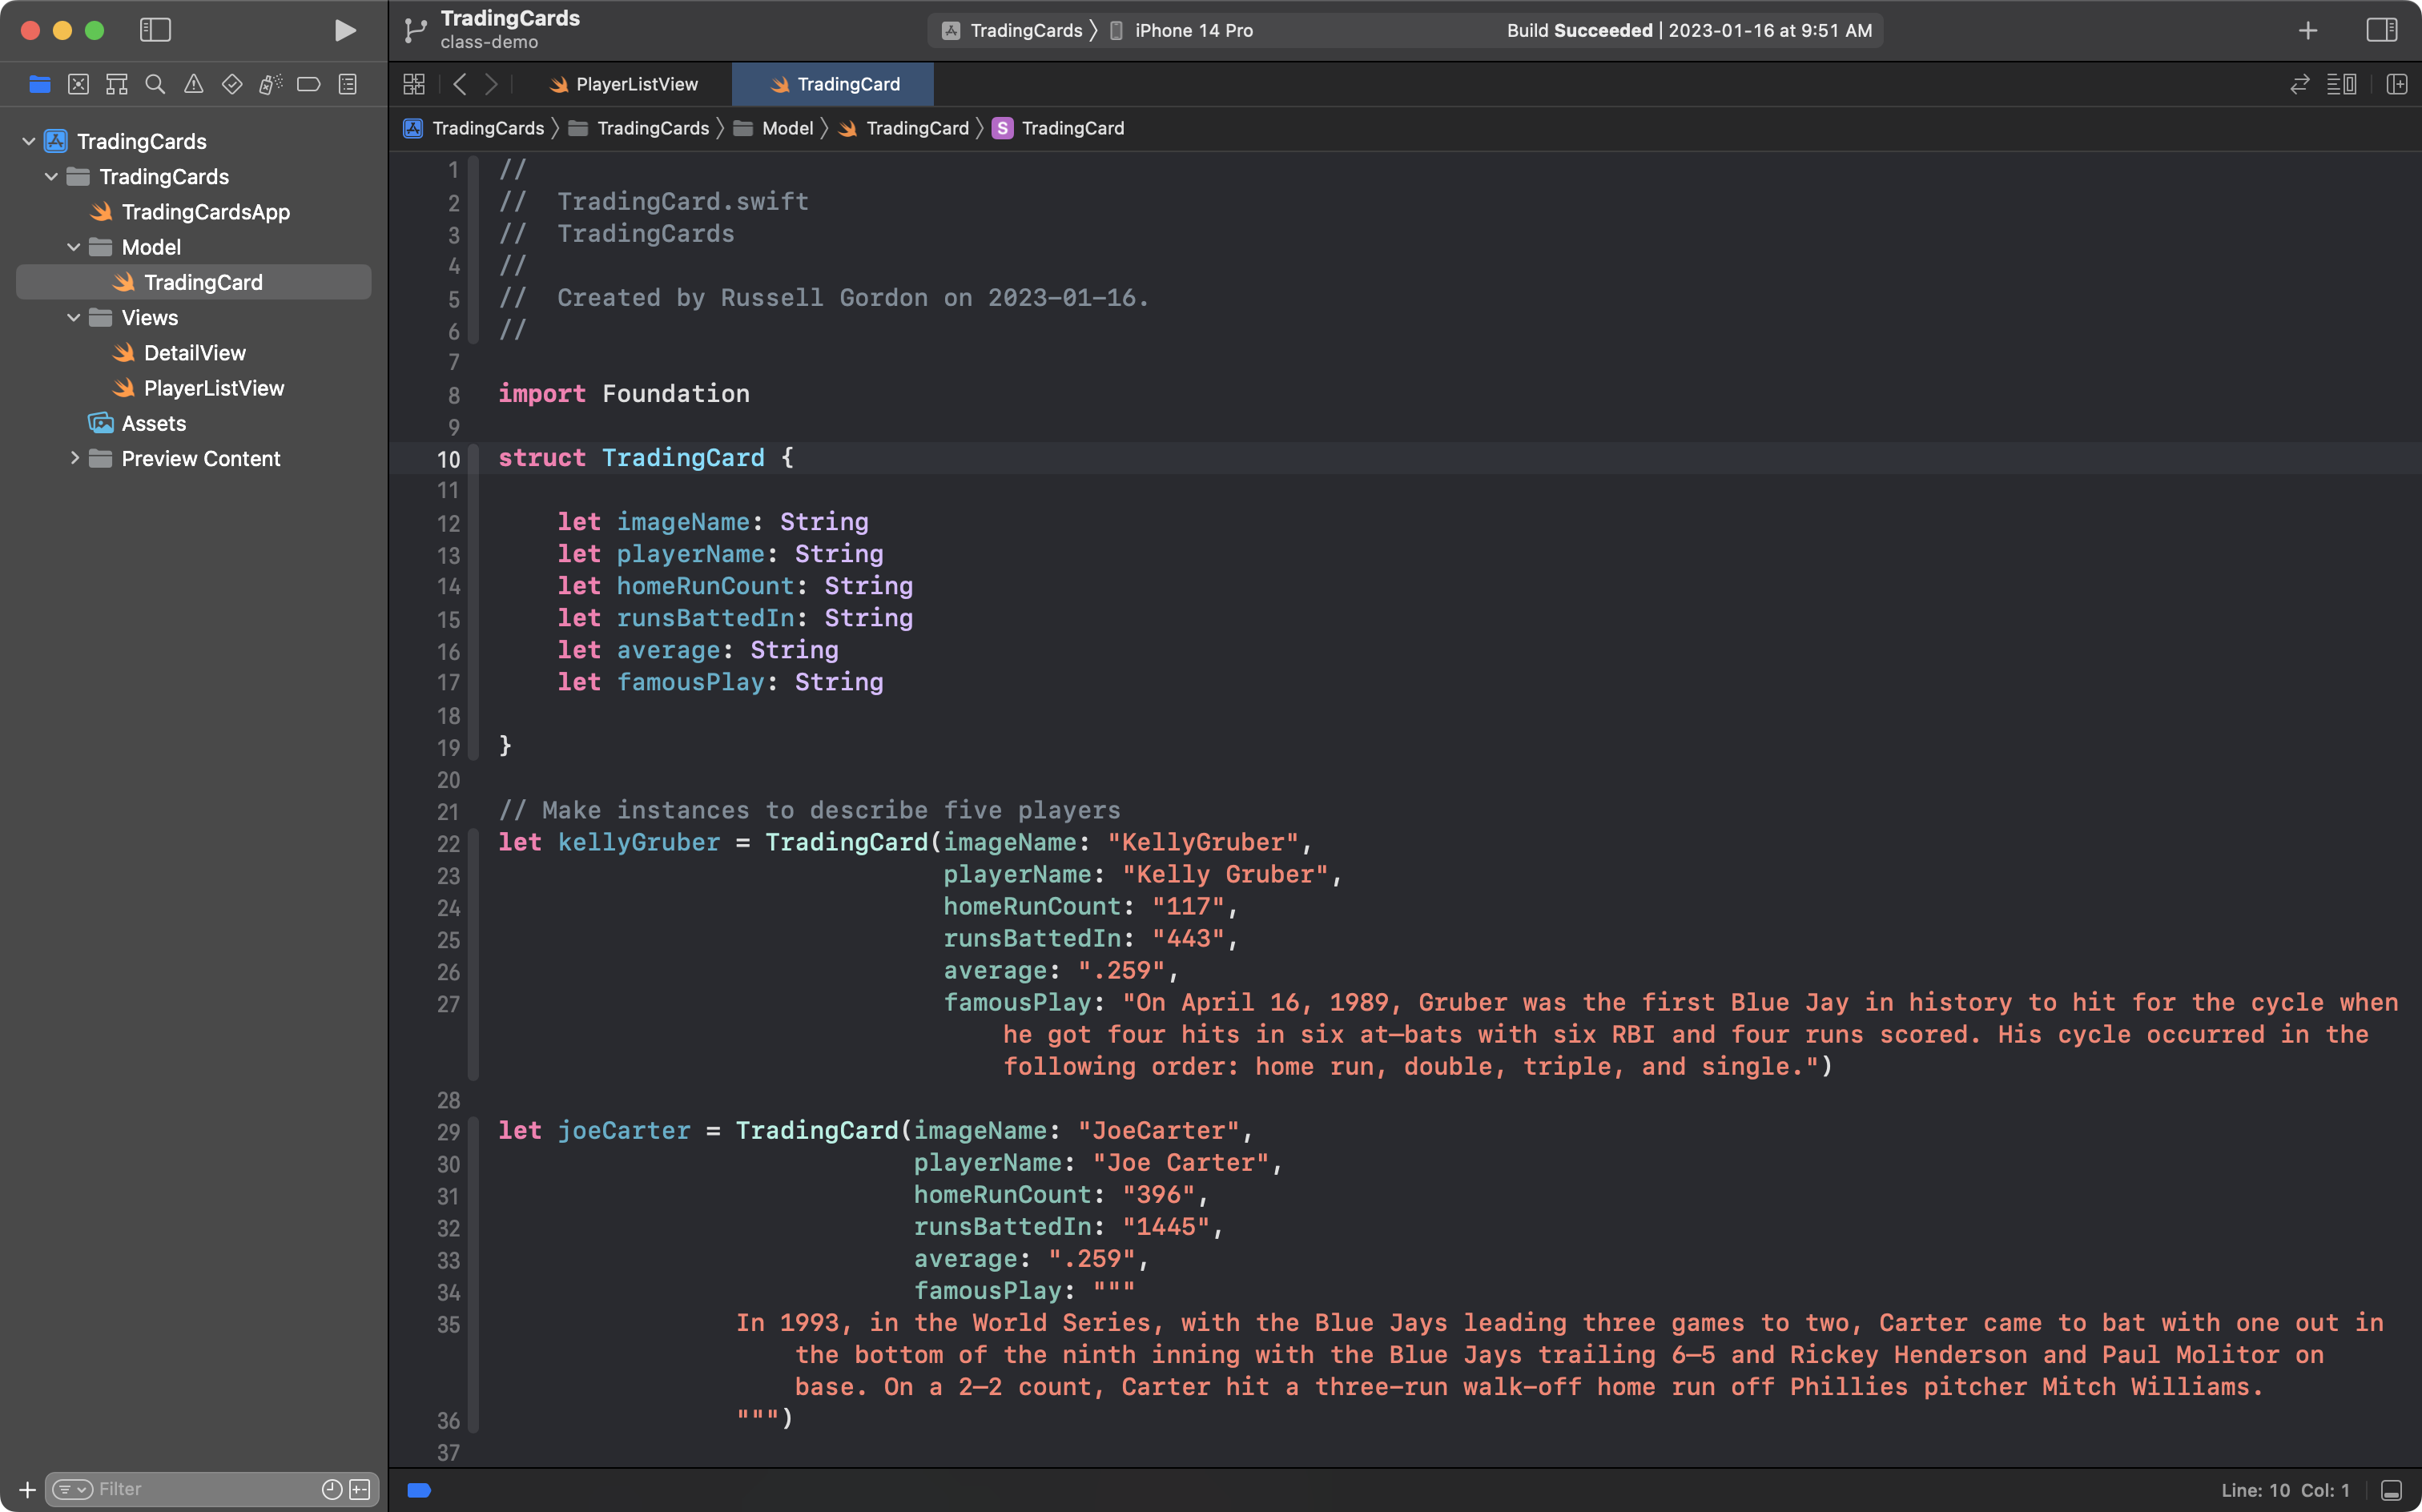 TradingCards
class-demo
TradingCards
iPhone 14 Pro
Build Succeeded | 2023-01-16 at 9:51 AM
PlayerListView
TradingCard
TradingCards
TradingCards
Model
TradingCard
S
TradingCard
TradingCards
TradingCards
TradingCardsApp
Model
TradingCard
Views
DetailView
PlayerListView
Assets
Preview Content
1 //
2 //  TradingCard.swift
3 //  TradingCards
4 //
5 //  Created by Russell Gordon on 2023-01-16.
6 //
7
8 import Foundation
9
10 struct TradingCard {
11
12     let imageName: String
13     let playerName: String
14     let homeRunCount: String
15     let runsBattedIn: String
16     let average: String
17     let famousPlay: String
18
19 }
20
21 // Make instances to describe five players
22 let kellyGruber = TradingCard(imageName: "KellyGruber",
23                               playerName: "Kelly Gruber",
24                               homeRunCount: "117",
25                               runsBattedIn: "443",
26                               average: ".259",
27                               famousPlay: "On April 16, 1989, Gruber was the first Blue Jay in history to hit for the cycle when
he got four hits in six at-bats with six RBI and four runs scored. His cycle occurred in the
following order: home run, double, triple, and single.")
28
29 let joeCarter = TradingCard(imageName: "JoeCarter",
30                             playerName: "Joe Carter",
31                             homeRunCount: "396",
32                             runsBattedIn: "1445",
33                             average: ".259",
34                             famousPlay: """
35                 In 1993, in the World Series, with the Blue Jays leading three games to two, Carter came to bat with one out in
the bottom of the ninth inning with the Blue Jays trailing 6–5 and Rickey Henderson and Paul Molitor on
base. On a 2–2 count, Carter hit a three-run walk-off home run off Phillies pitcher Mitch Williams.
36                 """)
37
Filter
Line: 10 Col: 1